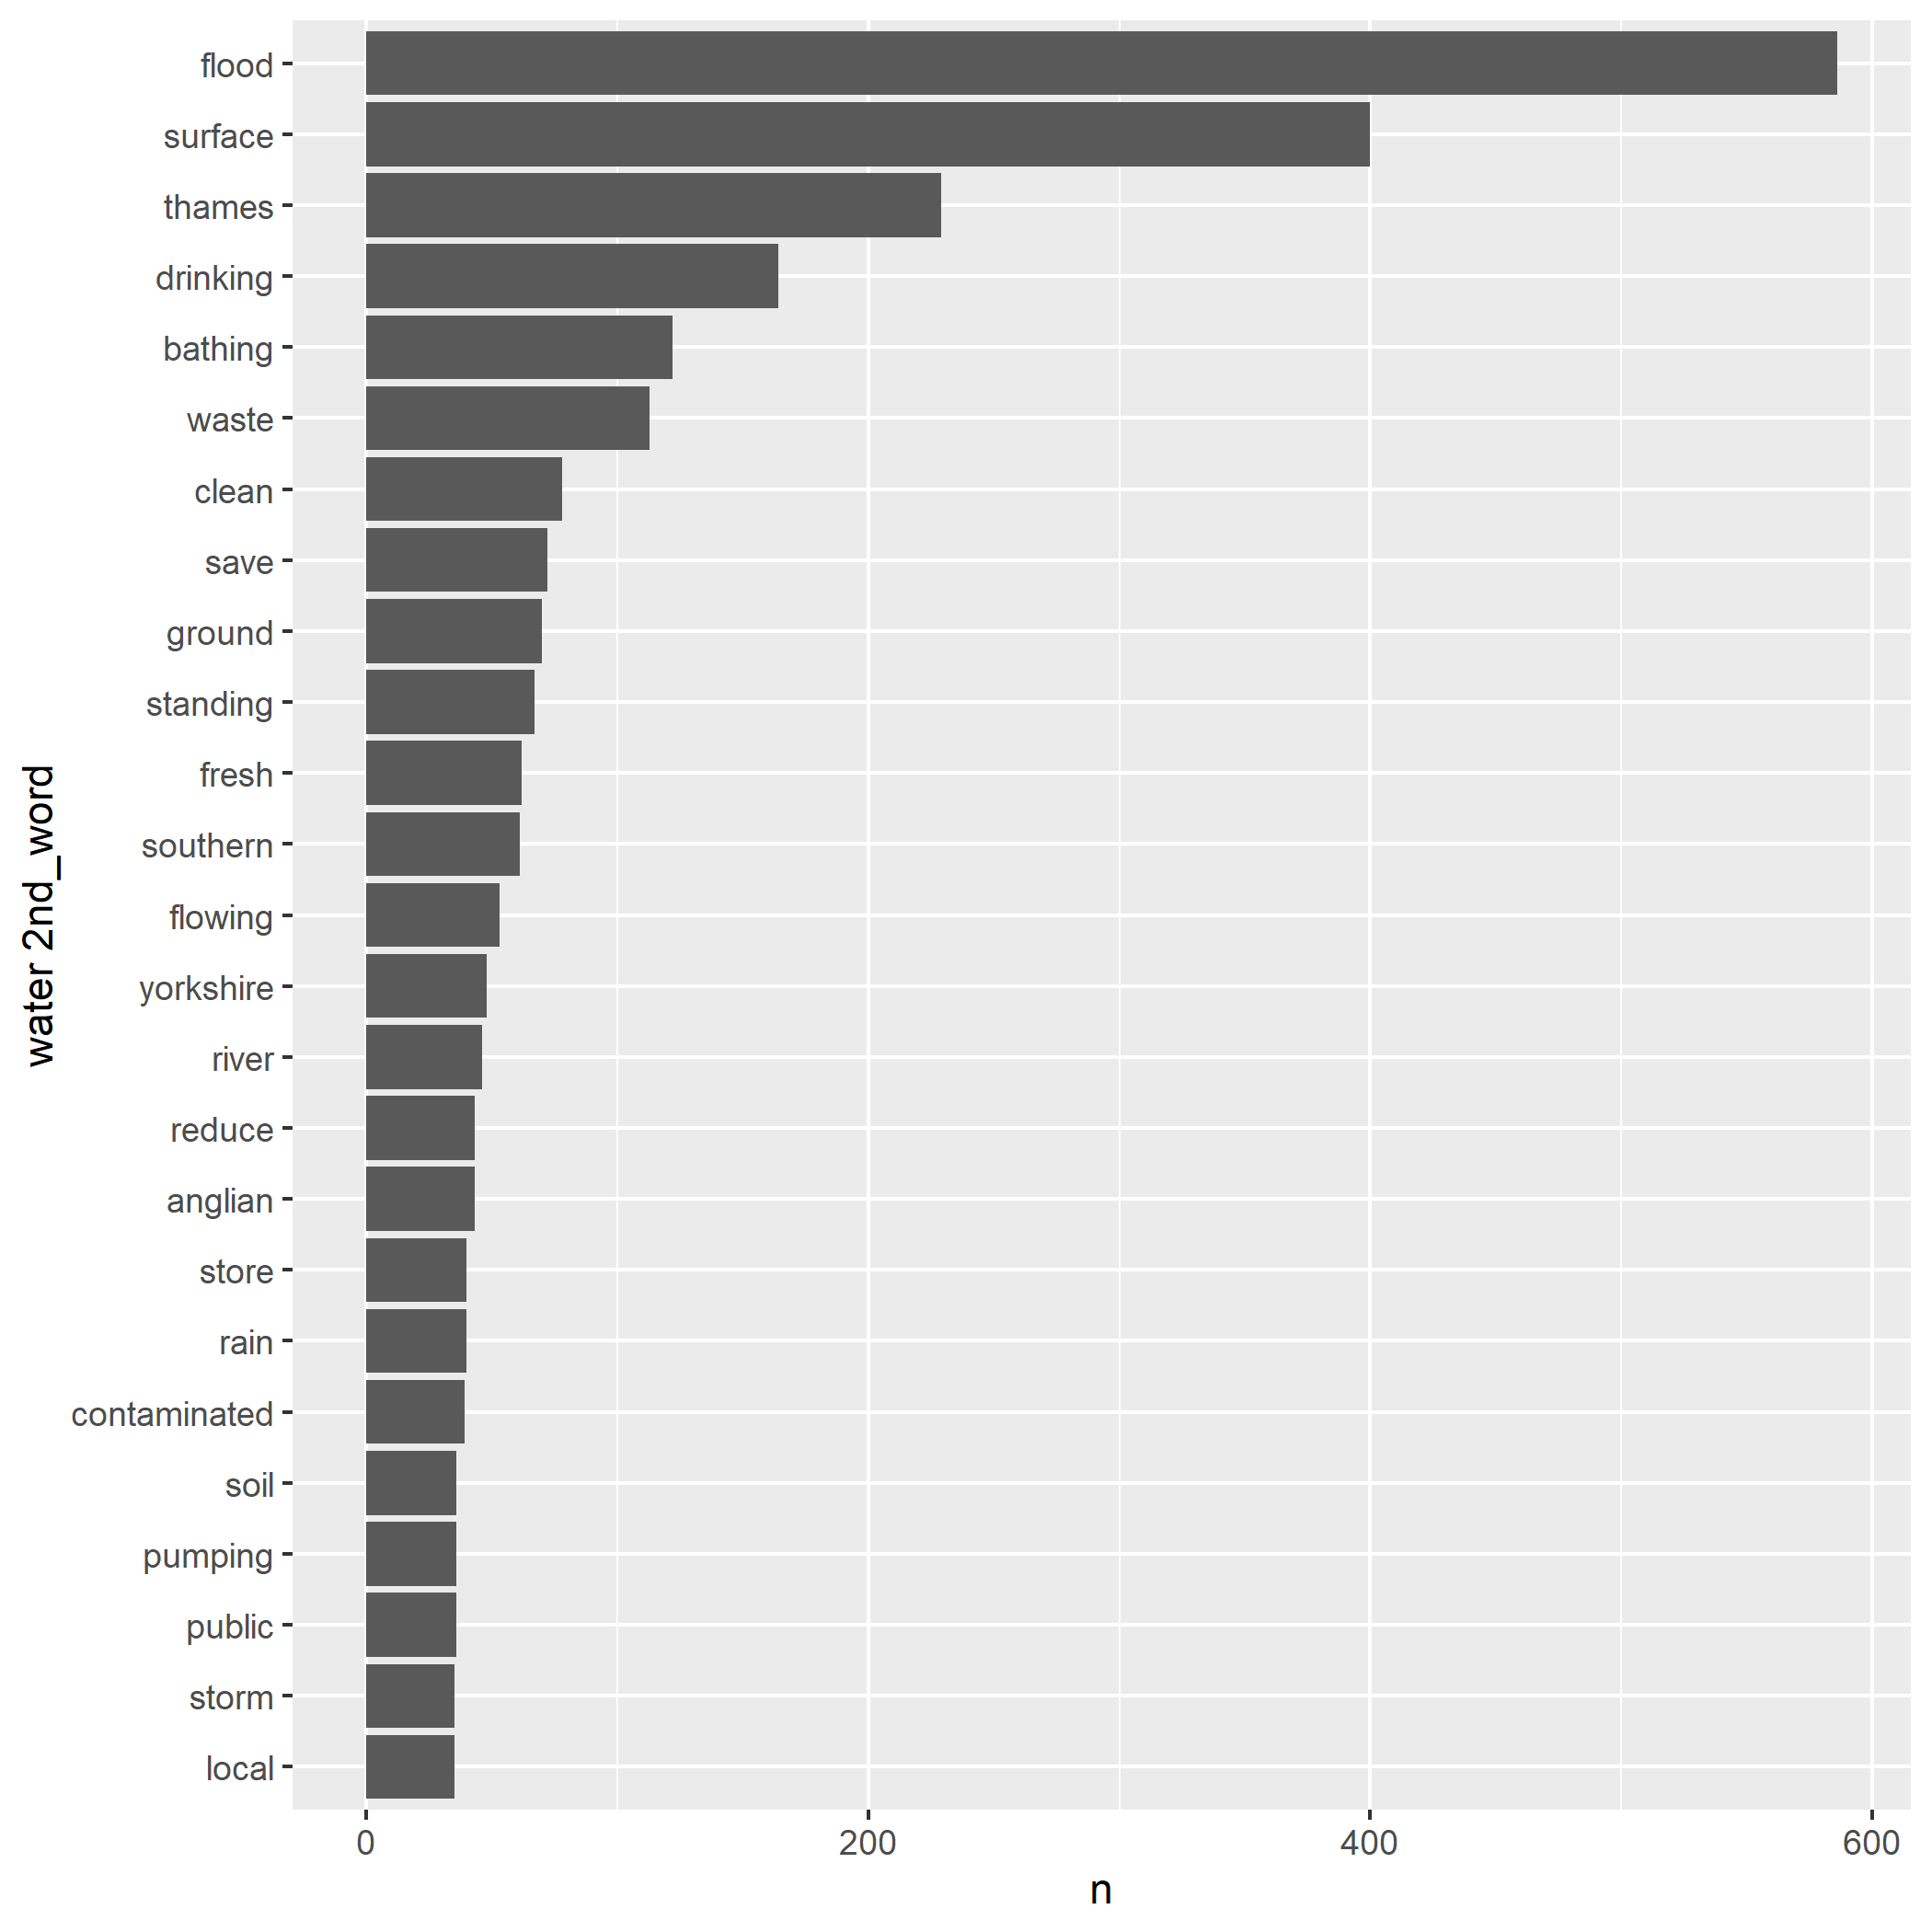 flood
surface
thames
drinking
bathing
waste
clean
save
ground
standing
fresh
southern
flowing
yorkshire
river
reduce
anglian
store
rain
contaminated
soil
pumping
public
storm
local
water 2nd_word
0 200 400 600
n